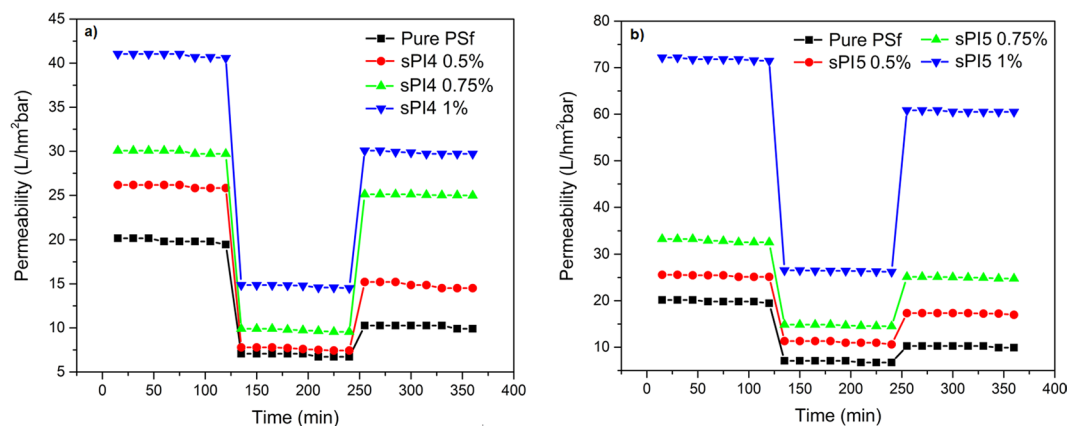 a)
Pure PSf
sPI4 0.5%
sPI4 0.75%
sPI4 1%
45
40
35
30
25
20
15
10
5
0
50
100
150
200
250
300
350
400
Permeability (L/hm²bar)
Time (min)
b)
Pure PSf
sPI5 0.5%
sPI5 0.75%
sPI5 1%
80
70
60
50
40
30
20
10
0
50
100
150
200
250
300
350
400
Permeability (L/hm²bar)
Time (min)